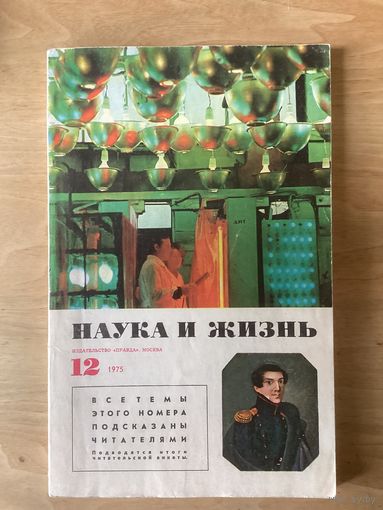 НАУКА И ЖИЗНЬ
ИЗДАТЕЛЬСТВО «ПРАВДА». МОСКВА
12 1975
ВСЕ ТЕМЫ
ЭТОГО НОМЕРА
ПОДСКАЗАНЫ
ЧИТАТЕЛЯМИ
Подводятся итоги
читательской анкеты.